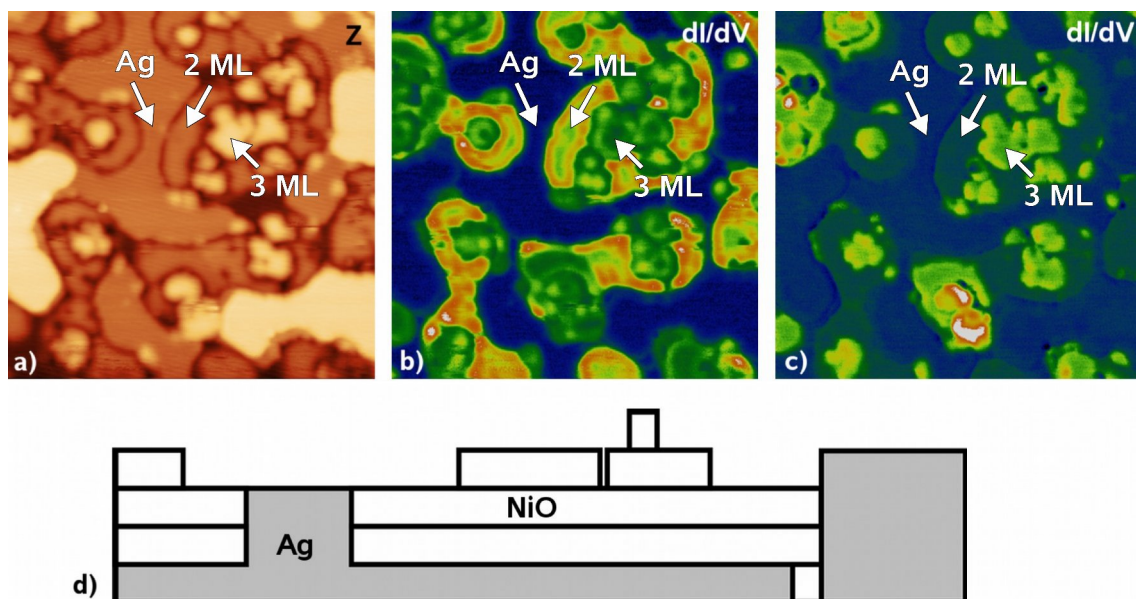 Z
Ag
2 ML
3 ML
a)
dI/dV
Ag
2 ML
3 ML
b)
dI/dV
Ag
2 ML
3 ML
c)
NiO
Ag
d)